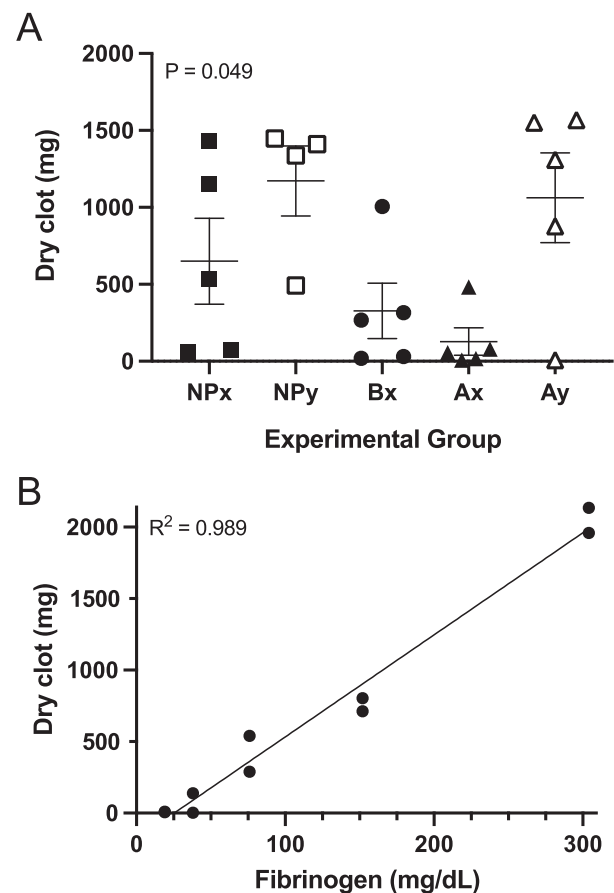 A
2000
P = 0.049
1500
1000
500
0
Dry clot (mg)
NPx NPy Bx Ax Ay
Experimental Group
B
R² = 0.989
2000
1500
1000
500
0
Dry clot (mg)
0 100 200 300
Fibrinogen (mg/dL)